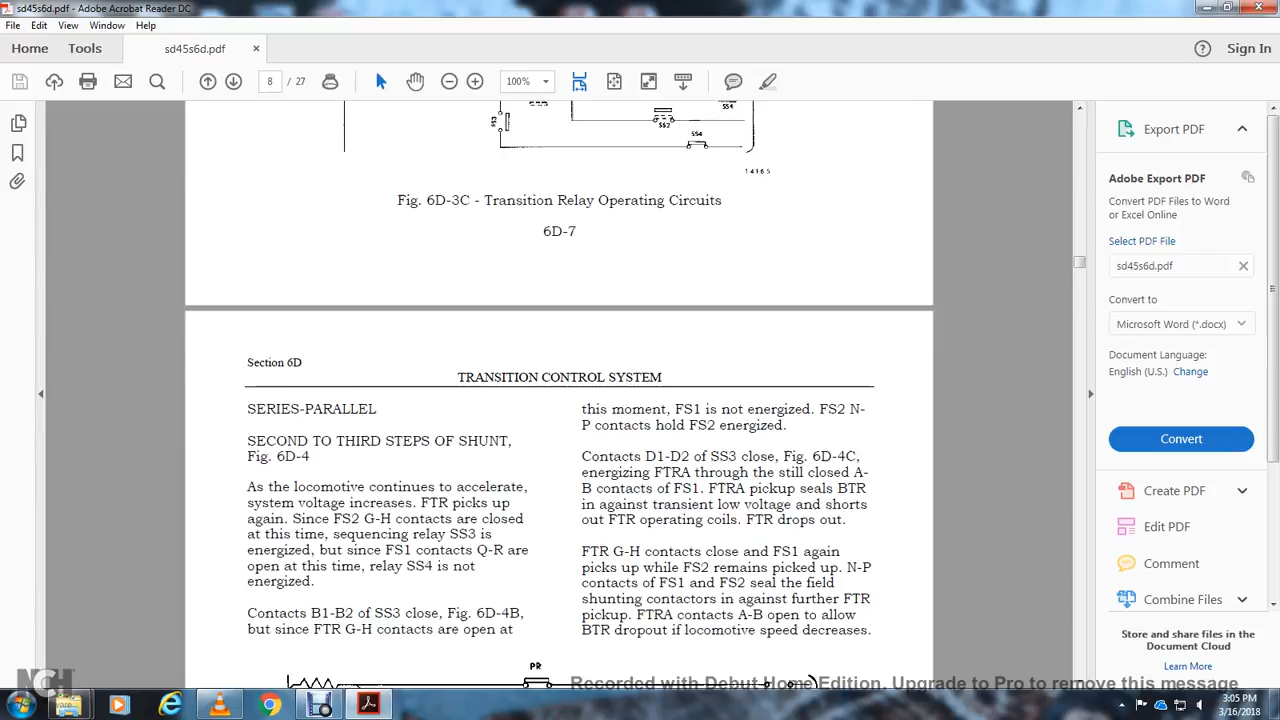 sd45s6d.pdf - Adobe Acrobat Reader DC
File Edit View Window Help
Home Tools sd45s6d.pdf × ? Sign In
8 / 27 100%
SS4
SS3
SS2
SS4
14165
Fig. 6D-3C - Transition Relay Operating Circuits
6D-7
Section 6D
TRANSITION CONTROL SYSTEM
SERIES-PARALLEL
SECOND TO THIRD STEPS OF SHUNT,
Fig. 6D-4
As the locomotive continues to accelerate,
system voltage increases. FTR picks up
again. Since FS2 G-H contacts are closed
at this time, sequencing relay SS3 is
energized, but since FS1 contacts Q-R are
open at this time, relay SS4 is not
energized.
Contacts B1-B2 of SS3 close, Fig. 6D-4B,
but since FTR G-H contacts are open at
this moment, FS1 is not energized. FS2 N-
P contacts hold FS2 energized.
Contacts D1-D2 of SS3 close, Fig. 6D-4C,
energizing FTRA through the still closed A-
B contacts of FS1. FTRA pickup seals BTR
in against transient low voltage and shorts
out FTR operating coils. FTR drops out.
FTR G-H contacts close and FS1 again
picks up while FS2 remains picked up. N-P
contacts of FS1 and FS2 seal the field
shunting contactors in against further FTR
pickup. FTRA contacts A-B open to allow
BTR dropout if locomotive speed decreases.
PR
Export PDF
Adobe Export PDF
Convert PDF Files to Word
or Excel Online
Select PDF File
sd45s6d.pdf
Convert to
Microsoft Word (*.docx)
Document Language:
English (U.S.) Change
Convert
Create PDF
Edit PDF
Comment
Combine Files
Store and share files in the
Document Cloud
Learn More
NCH
Recorded with Debut Home Edition. Upgrade to Pro to remove this message
3:05 PM
3/16/2018